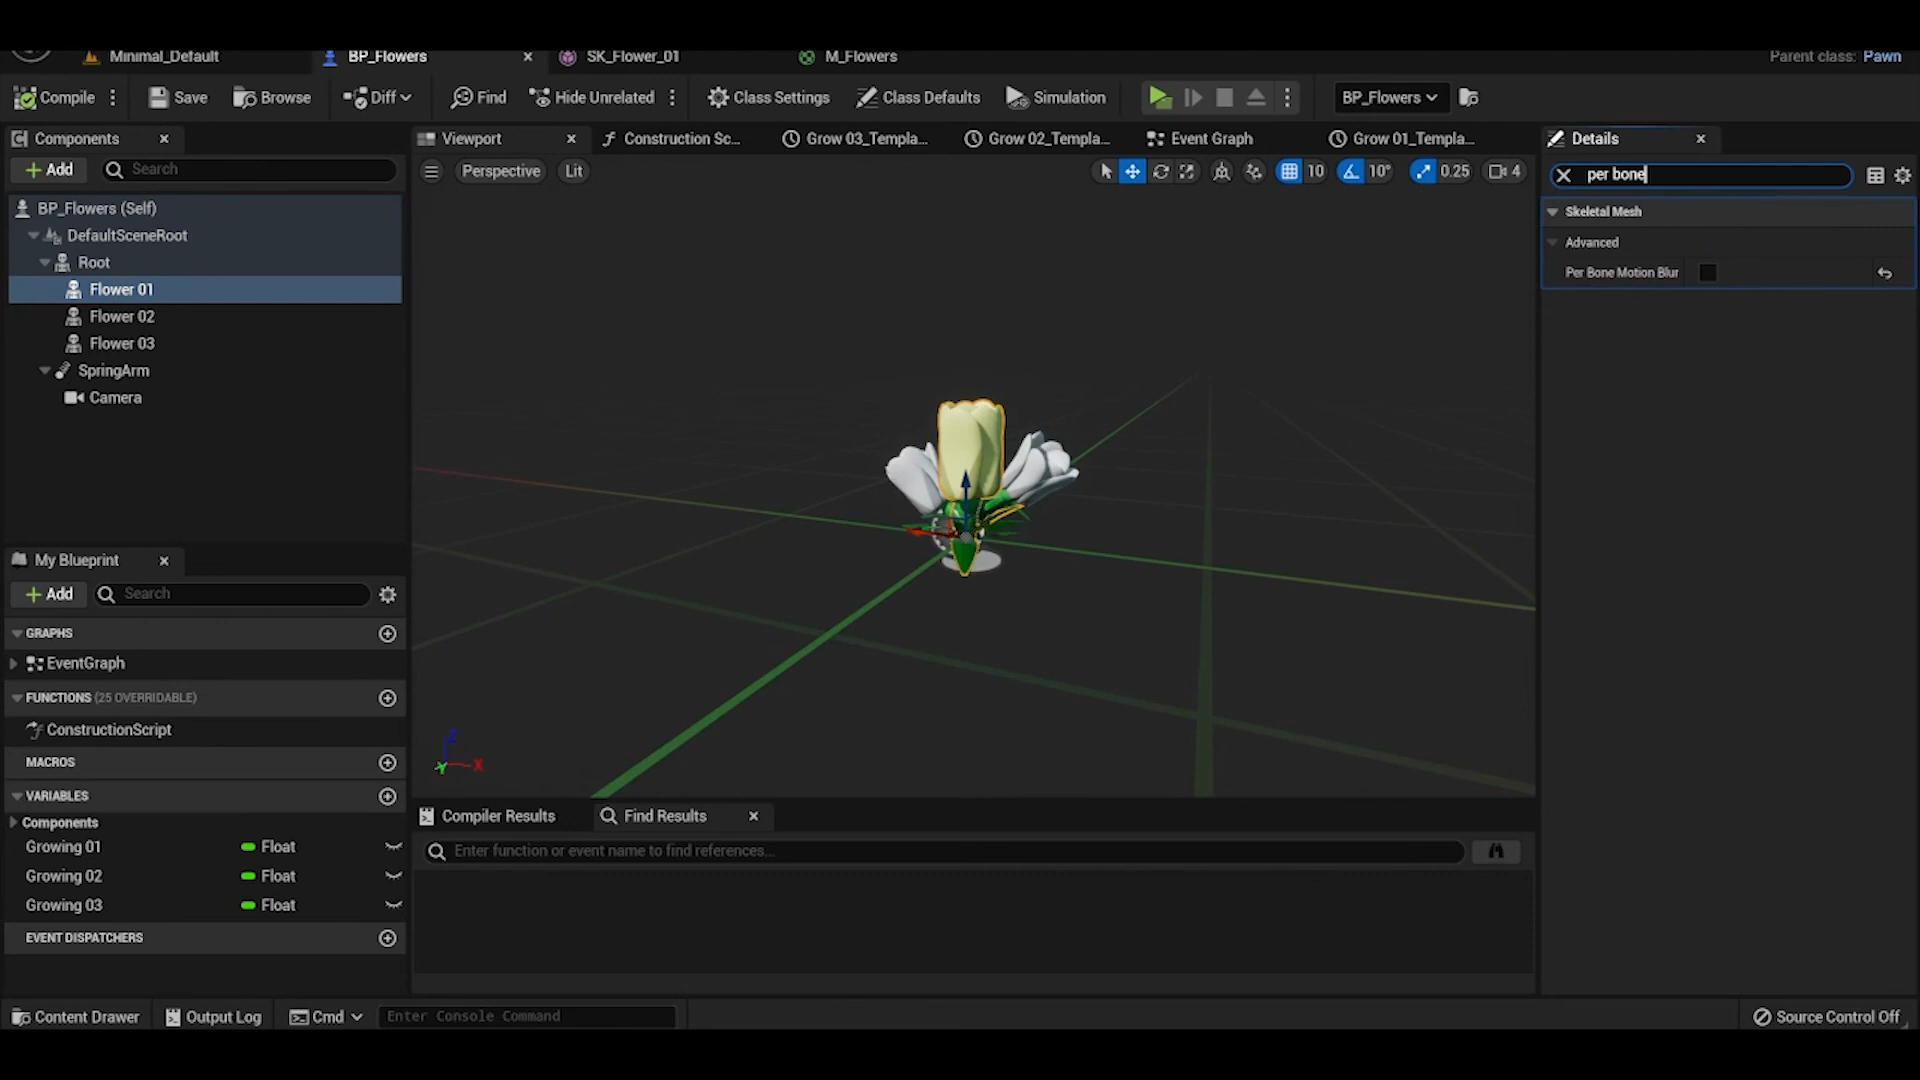 Minimal_Default
BP_Flowers
SK_Flower_01
M_Flowers
Parent class: Pawn
Compile
Save
Browse
Diff
Find
Hide Unrelated
Class Settings
Class Defaults
Simulation
BP_Flowers
Components
Viewport
Construction Sc...
Grow 03_Templa...
Grow 02_Templa...
Event Graph
Grow 01_Templa...
Details
Add
Search
Perspective
Lit
10
10°
0.25
4
per bone
BP_Flowers (Self)
DefaultSceneRoot
Root
Flower 01
Flower 02
Flower 03
SpringArm
Camera
Skeletal Mesh
Advanced
Per Bone Motion Blur
Z
X
Y
My Blueprint
Add
Search
GRAPHS
EventGraph
FUNCTIONS (25 OVERRIDABLE)
ConstructionScript
MACROS
VARIABLES
Components
Growing 01 Float
Growing 02 Float
Growing 03 Float
EVENT DISPATCHERS
Compiler Results
Find Results
Enter function or event name to find references...
Content Drawer
Output Log
Cmd
Enter Console Command
Source Control Off